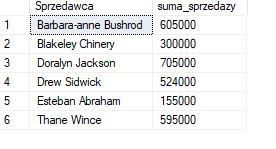 Sprzedawca suma_sprzedazy
1 Barbara-anne Bushrod 605000
2 Blakeley Chinery 300000
3 Doralyn Jackson 705000
4 Drew Sidwick 524000
5 Esteban Abraham 155000
6 Thane Wince 595000